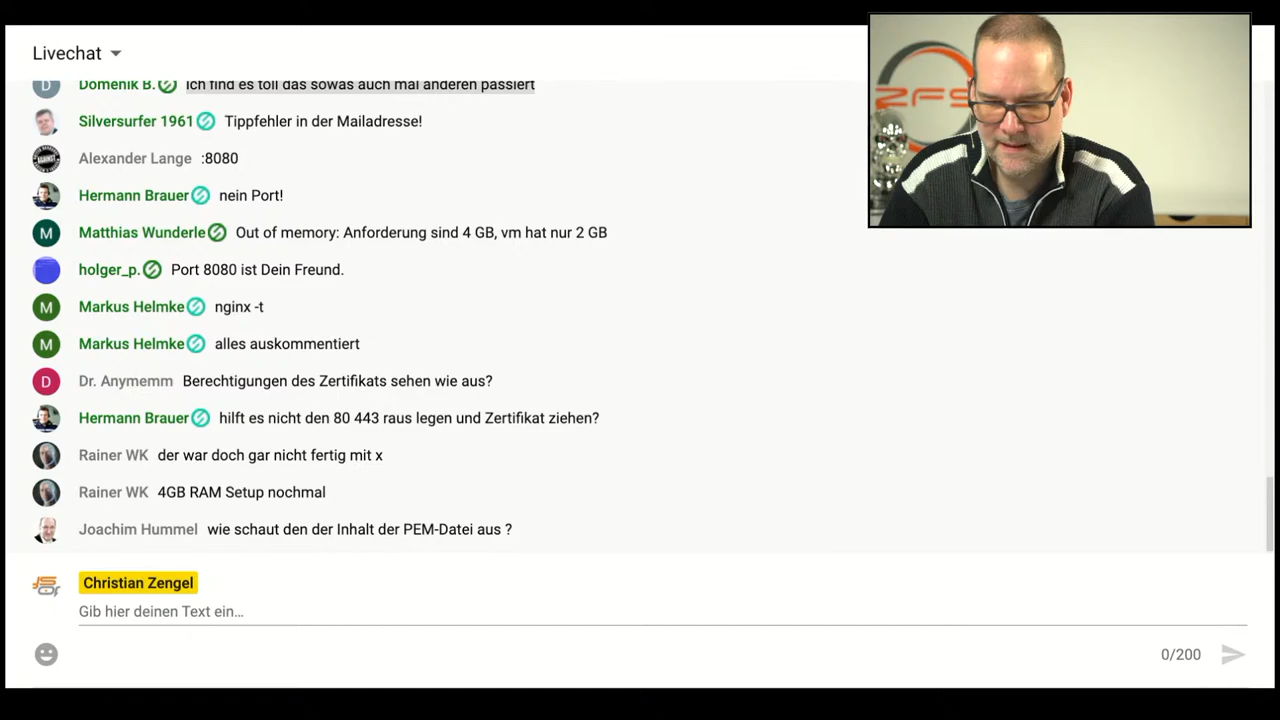 Livechat
Domenik B. Ich find es toll das sowas auch mal anderen passiert
Silversurfer 1961 Tippfehler in der Mailadresse!
Alexander Lange :8080
Hermann Brauer nein Port!
M Matthias Wunderle Out of memory: Anforderung sind 4 GB, vm hat nur 2 GB
holger_p. Port 8080 ist Dein Freund.
M Markus Helmke nginx -t
M Markus Helmke alles auskommentiert
D Dr. Anymemm Berechtigungen des Zertifikats sehen wie aus?
Hermann Brauer hilft es nicht den 80 443 raus legen und Zertifikat ziehen?
Rainer WK der war doch gar nicht fertig mit x
Rainer WK 4GB RAM Setup nochmal
Joachim Hummel wie schaut den der Inhalt der PEM-Datei aus ?
Christian Zengel
Gib hier deinen Text ein...
0/200
ZFS